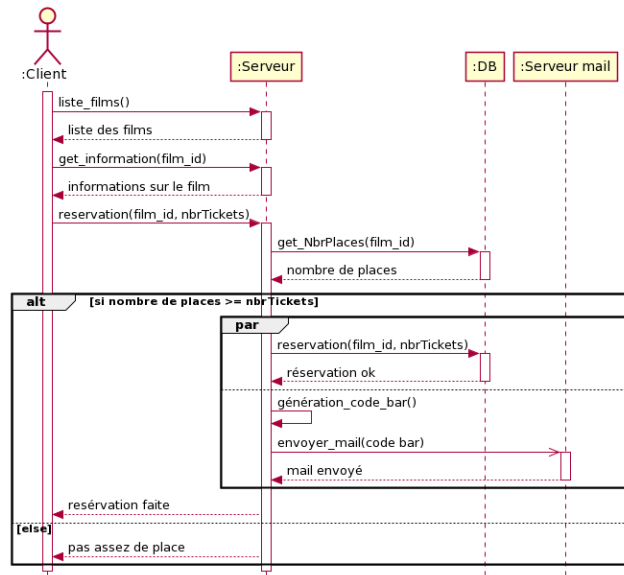 :Client
:Serveur
:DB
:Serveur mail
liste_films()
liste des films
get_information(film_id)
informations sur le film
reservation(film_id, nbrTickets)
get_NbrPlaces(film_id)
nombre de places
alt
[si nombre de places >= nbrTickets]
par
reservation(film_id, nbrTickets)
réservation ok
génération_code_bar()
envoyer_mail(code bar)
mail envoyé
resérvation faite
[else]
pas assez de place